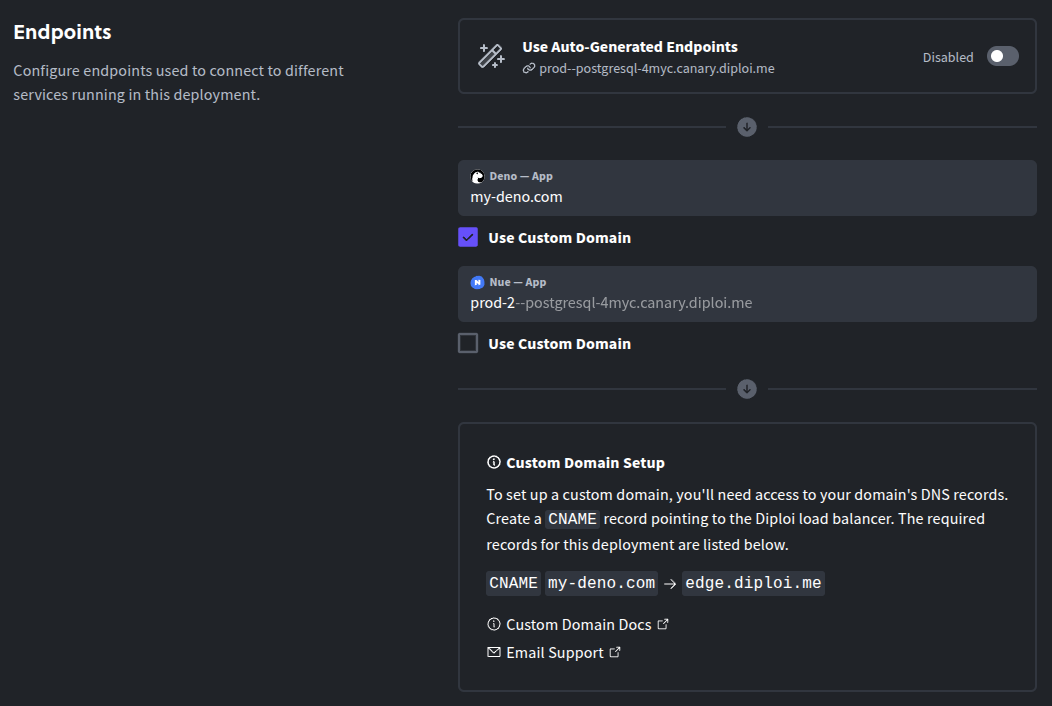 Endpoints
Configure endpoints used to connect to different
services running in this deployment.
Use Auto-Generated Endpoints
prod--postgresql-4myc.canary.diploi.me
Disabled
Deno — App
my-deno.com
Use Custom Domain
Nue — App
prod-2--postgresql-4myc.canary.diploi.me
Use Custom Domain
Custom Domain Setup
To set up a custom domain, you'll need access to your domain's DNS records.
Create a CNAME record pointing to the Diploi load balancer. The required
records for this deployment are listed below.
CNAME my-deno.com → edge.diploi.me
Custom Domain Docs
Email Support